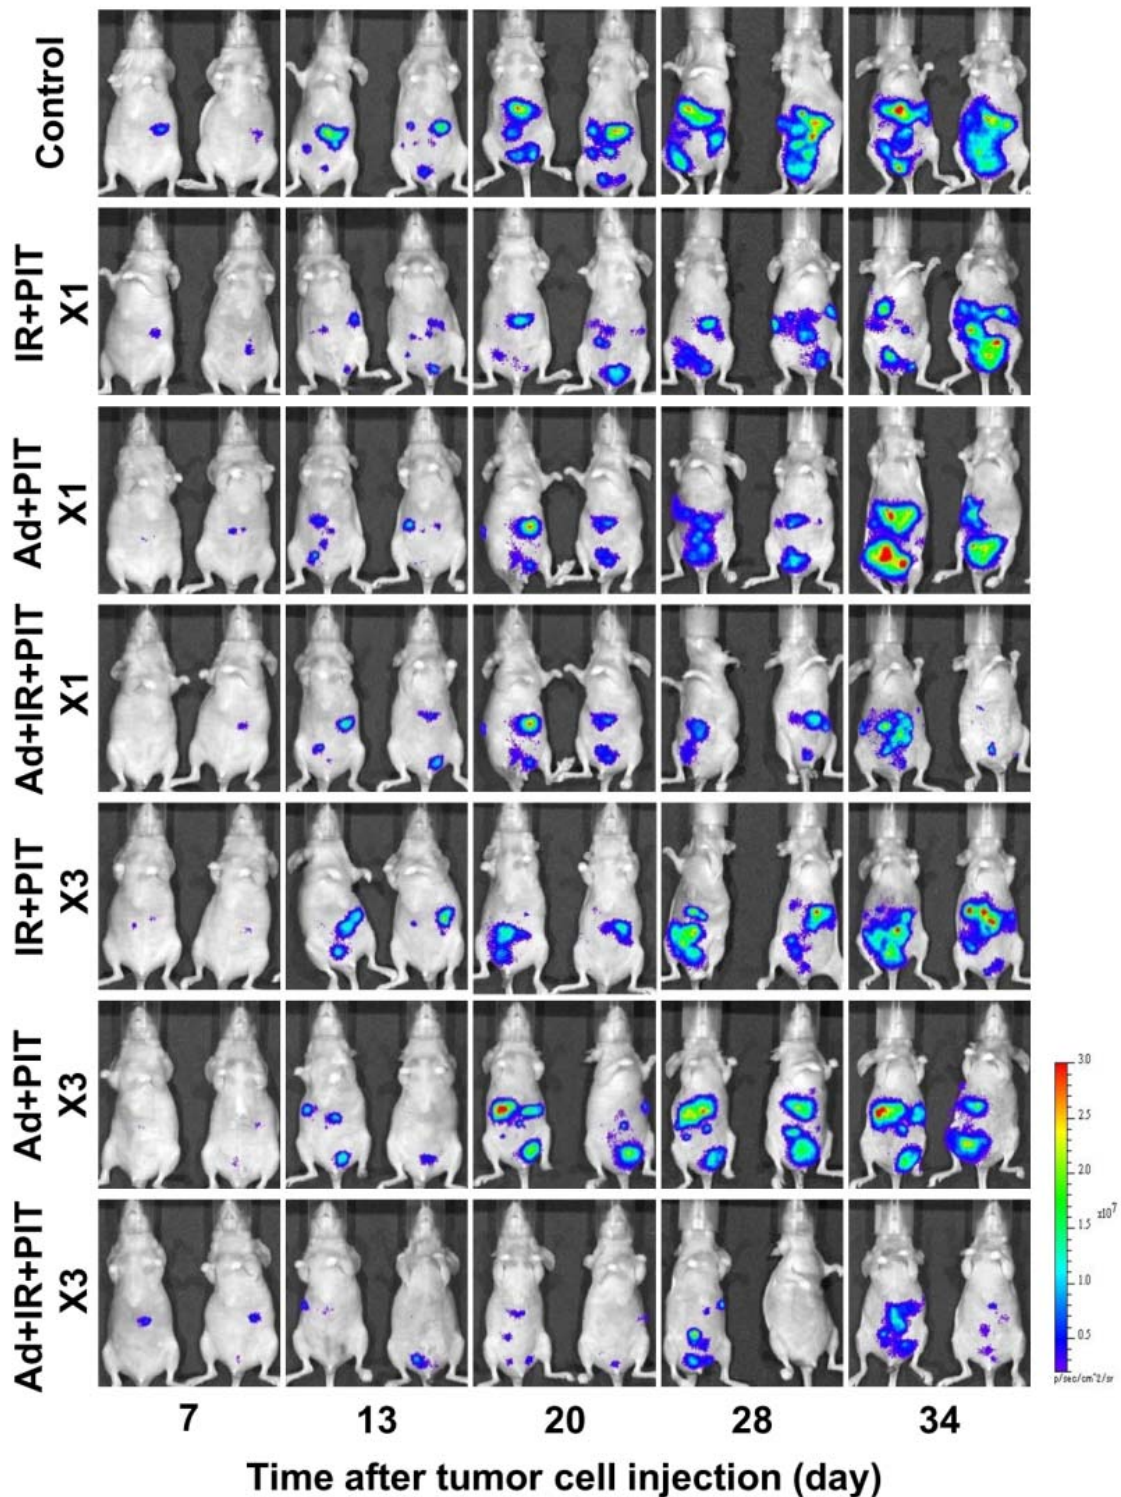 Control
IR+PIT
X1
Ad+PIT
X1
Ad+IR+PIT
X1
IR+PIT
X3
Ad+PIT
X3
Ad+IR+PIT
X3
3.0
2.5
2.0
1.5
x10^7
1.0
0.5
p/sec/cm^2/sr
7 13 20 28 34
Time after tumor cell injection (day)